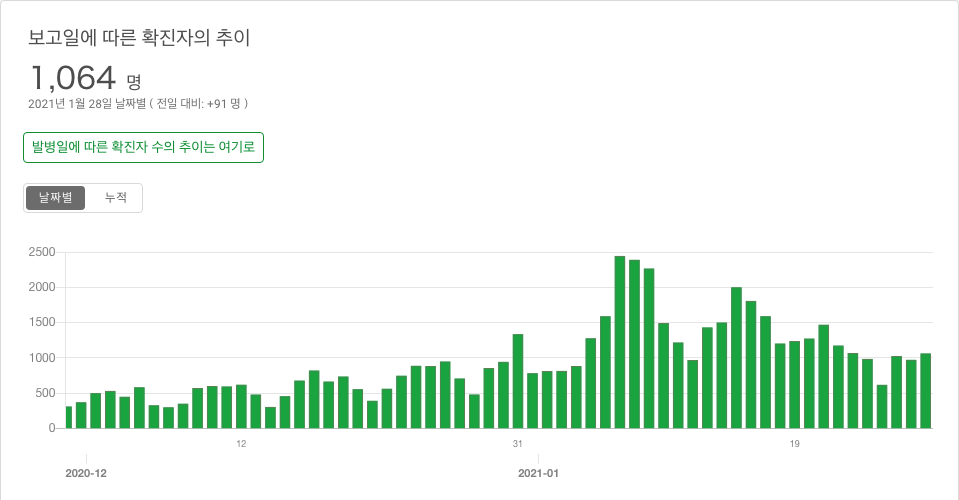 보고일에 따른 확진자의 추이
1,064 명
2021년 1월 28일 날짜별 ( 전일 대비: +91 명 )
발병일에 따른 확진자 수의 추이는 여기로
날짜별 누적
2500
2000
1500
1000
500
0
12 31 19
2020-12 2021-01